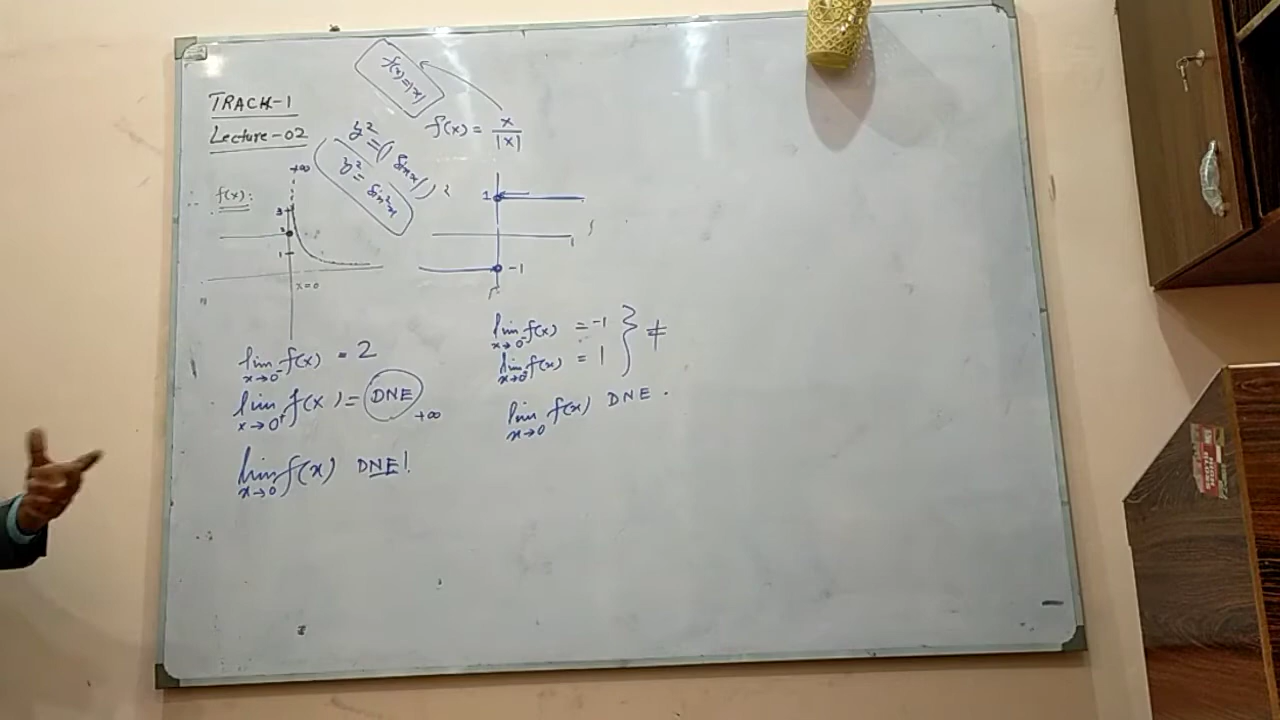 TRACK-1
Lecture-02
f(x) = |x|
f(x) = x/|x|
y² = (sin x)²
y² = sin²x
f(x):
+∞
3
2
1
x=0
1
-1
lim x→0⁻ f(x) = 2
lim x→0⁺ f(x) = DNE +∞
lim x→0 f(x) DNE!
lim x→0⁻ f(x) = -1
lim x→0⁺ f(x) = 1
≠
lim x→0 f(x) DNE.